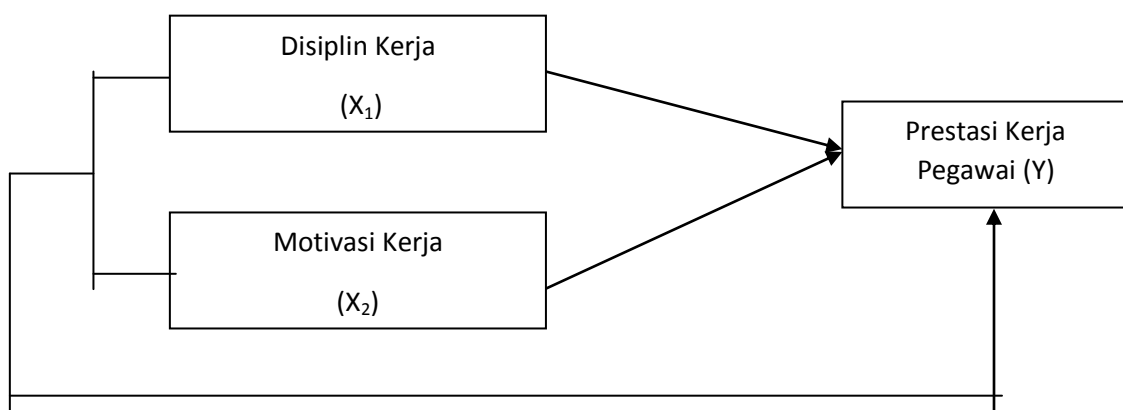 Disiplin Kerja
(X₁)
Motivasi Kerja
(X₂)
Prestasi Kerja
Pegawai (Y)